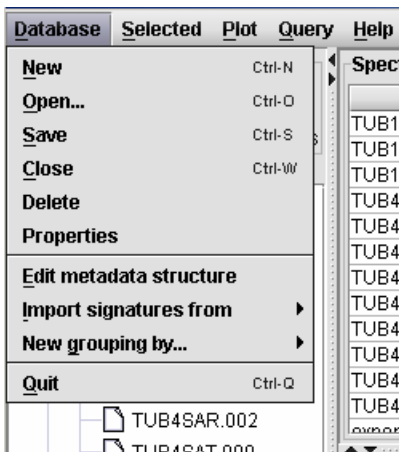 Database Selected Plot Query Help
New Ctrl-N
Open... Ctrl-O
Save Ctrl-S
Close Ctrl-W
Delete
Properties
Edit metadata structure
Import signatures from
New grouping by...
Quit Ctrl-Q
TUB4SAR.002
Spec
TUB1
TUB1
TUB1
TUB4
TUB4
TUB4
TUB4
TUB4
TUB4
TUB4
TUB4
TUB4